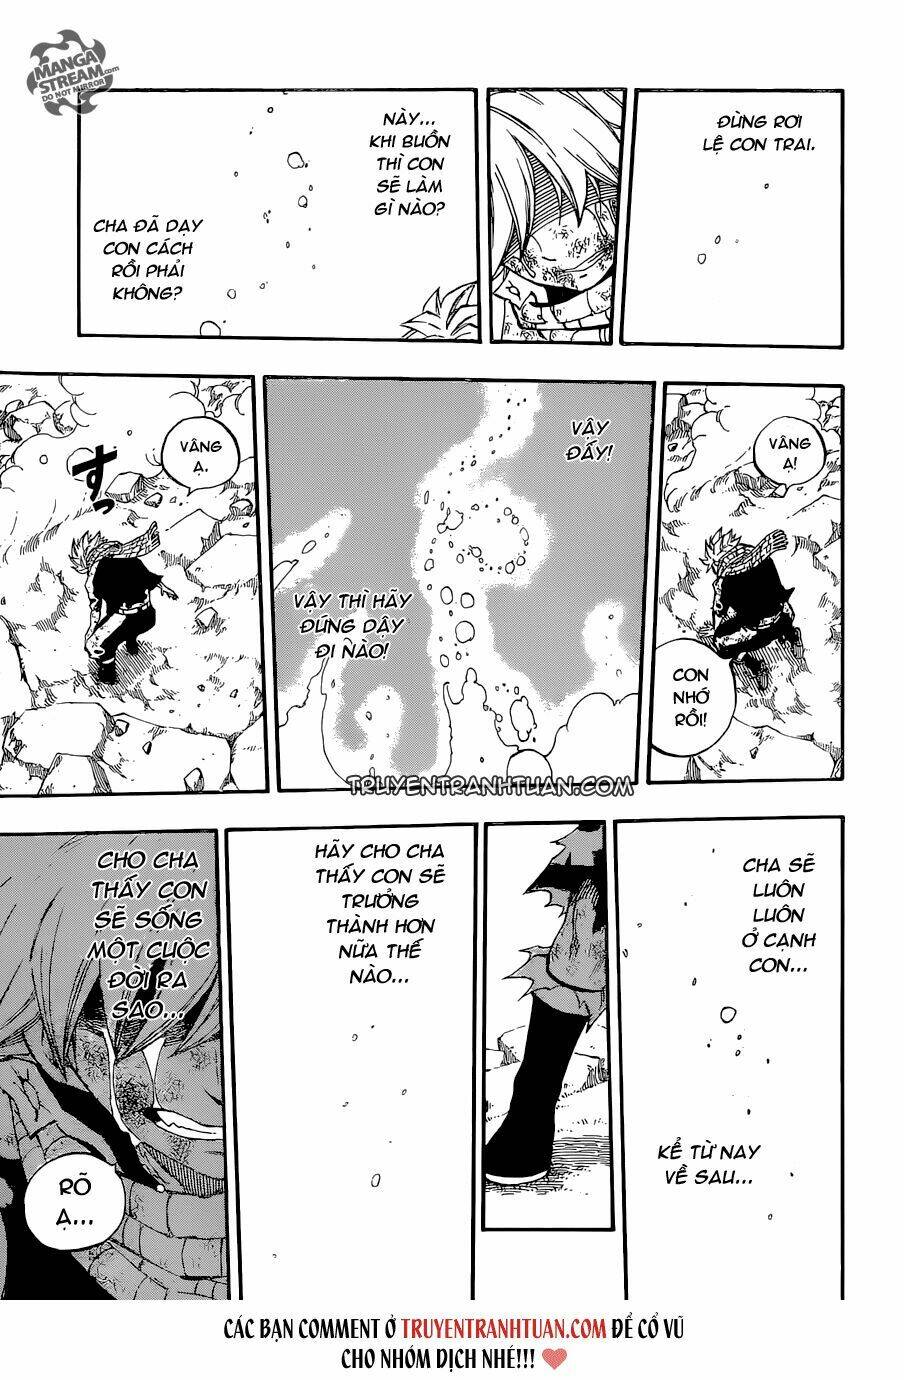 MANGA
STREAM.com
DO NOT MIRROR
ĐỪNG RƠI
LỆ CON TRAI.
NÀY...
KHI BUỒN
THÌ CON
SẼ LÀM
GÌ NÀO?
CHA ĐÃ DẠY
CON CÁCH
RỒI PHẢI
KHÔNG?
VÂNG
Ạ!
CON
NHỚ
RỒI!
VẬY
ĐẤY!
VẬY THÌ HÃY
ĐỨNG DẬY
ĐI NÀO!
VÂNG
Ạ.
すっ
TRUYENTRANHTUAN.COM
CHA SẼ
LUÔN
LUÔN
Ở CẠNH
CON...
KỂ TỪ NAY
VỀ SAU...
HÃY CHO CHA
THẤY CON SẼ
TRƯỞNG
THÀNH HƠN
NỮA THẾ
NÀO...
CHO CHA
THẤY CON
SẼ SỐNG
MỘT CUỘC
ĐỜI RA
SAO...
RÕ
Ạ...
CÁC BẠN COMMENT Ở TRUYENTRANHTUAN.COM ĐỂ CỔ VŨ
CHO NHÓM DỊCH NHÉ!!! ❤